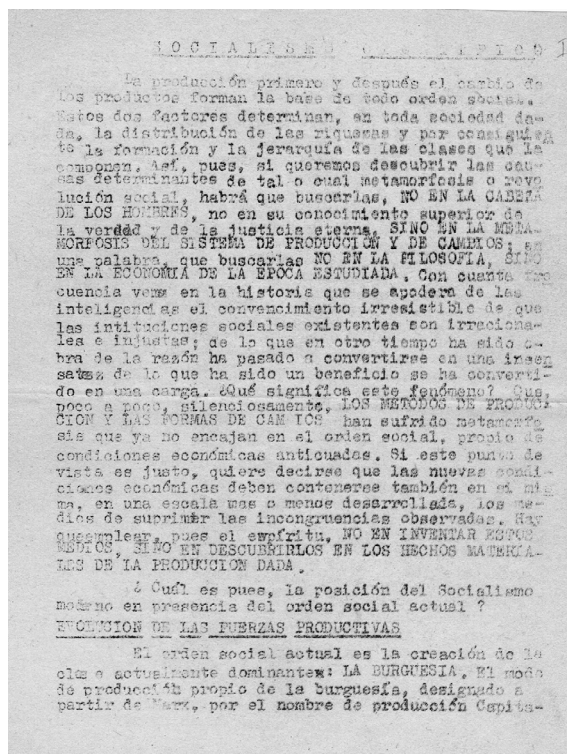 SOCIALISMO CIENTIFICO I
La producción primero y después el cambio de
los productos forman la base de todo orden social.
Estos dos factores determinan, en toda sociedad da-
da, la distribución de las riquesas y por consiguien
te la formación y la jerarquía de las clases que la
componen. Así, pues, si queremos descubrir las cau-
sas determinantes de tal o cual metamorfosis o revo
lución social, habrá que buscarlas, NO EN LA CABEZA
DE LOS HOMBRES, no en su conocimiento superior de
la verdad y de la justicia eterna, SINO EN LA META-
MORFOSIS DEL SISTEMA DE PRODUCCIÓN Y DE CAMBIOS; en
una palabra, que buscarlas NO EN LA FILOSOFIA, SINO
EN LA ECONOMÍA DE LA EPOCA ESTUDIADA. Con cuanta fre
cuencia vemos en la historia que se apodera de las
inteligencias el convencimiento irresistible de que
las intituciones sociales existentes son irraciona-
les e injustas; de lo que en otro tiempo ha sido o-
bra de la razón ha pasado a convertirse en una insen
satez de lo que ha sido un beneficio se ha converti-
do en una carga. ¿Qué significa este fenómeno? Que,
poco a poco, silenciosamente, LOS METODOS DE PRODUC-
CION Y LAS FORMAS DE CAMBIOS han sufrido metamorfo
sis que ya no encajan en el orden social, propio de
condiciones económicas anticuadas. Si este punto de
vista es justo, quiere decirse que las nuevas condi-
ciones económicas deben contenerse también en si mis
ma, en una escala mas o menos desarrollada, los me-
dios de suprimir las incongruencias observadas. Hay
que emplear, pues el espíritu, NO EN INVENTAR ESTOS
MEDIOS, SINO EN DESCUBRIRLOS EN LOS HECHOS MATERIA-
LES DE LA PRODUCCION DADA.
¿ Cuál es pues, la posición del Socialismo
moderno en presencia del orden social actual ?
EVOLUCION DE LAS FUERZAS PRODUCTIVAS
El orden social actual es la creación de la
clase actualmente dominante: LA BURGUESIA. El modo
de producción propio de la burguesía, designado a
partir de Marx, por el nombre de producción Capita-